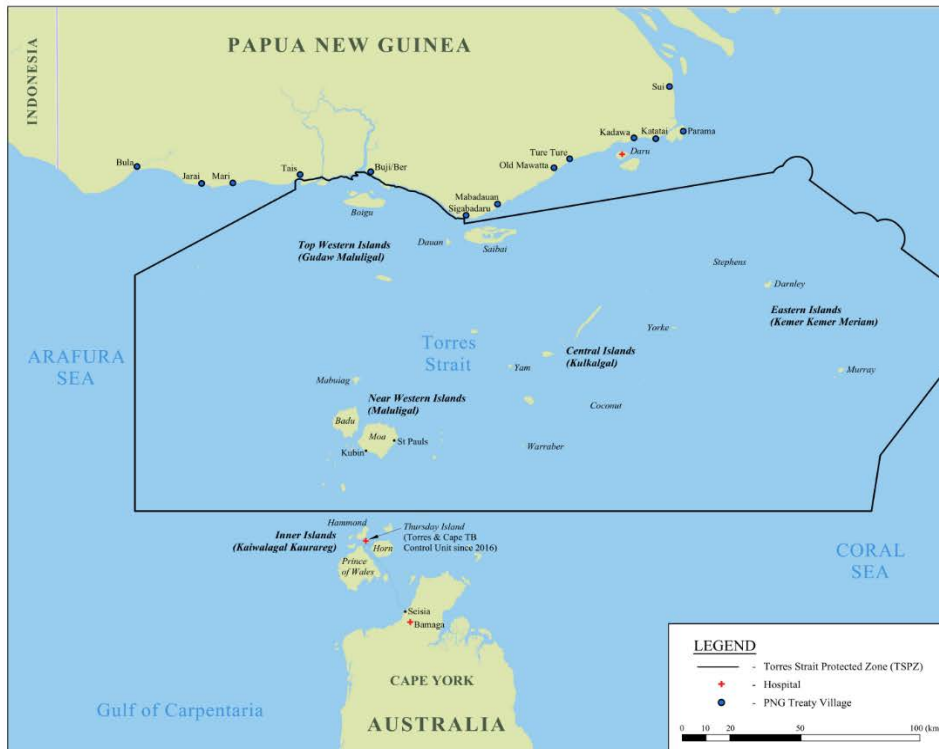 PAPUA NEW GUINEA
INDONESIA
Sui
Kadawa
Katatai
Parama
Daru
Ture Ture
Old Mawatta
Bula
Jarai
Mari
Tais
Buji/Ber
Mabadauan
Sigabadaru
Boigu
Dauan
Saibai
Top Western Islands
(Gudaw Maluligal)
Stephens
Darnley
Eastern Islands
(Kemer Kemer Meriam)
ARAFURA
SEA
Torres
Strait
Yorke
Central Islands
(Kulkalgal)
Yam
Murray
Mabuiag
Near Western Islands
(Maluligal)
Coconut
Badu
Moa
St Pauls
Kubin
Warraber
Hammond
Thursday Island
(Torres & Cape TB
Control Unit since 2016)
Inner Islands
(Kaiwalagal Kaurareg)
Horn
Prince
of Wales
CORAL
SEA
Seisia
Bamaga
CAPE YORK
AUSTRALIA
Gulf of Carpentaria
LEGEND
- Torres Strait Protected Zone (TSPZ)
- Hospital
- PNG Treaty Village
0 10 20 30 100 (km